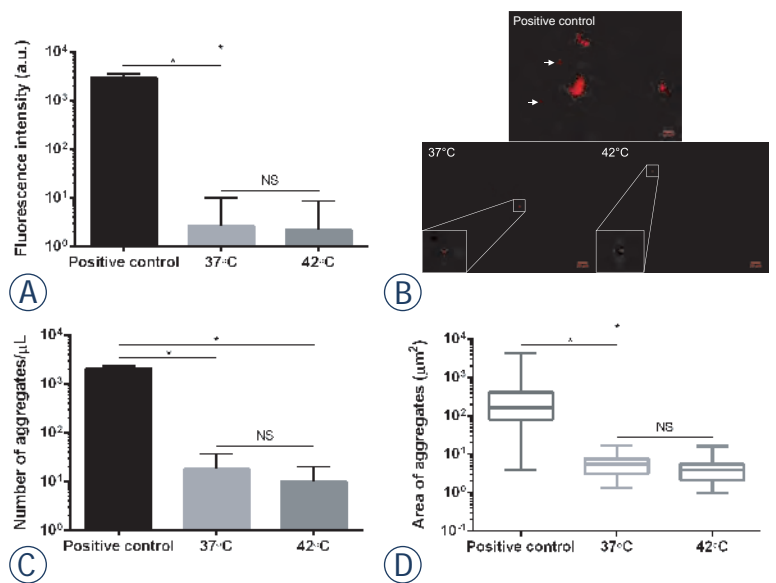 Fluorescence intensity (a.u.)
10⁴
10³
10²
10¹
10⁰
*
*
NS
Positive control
37°C
42°C
A
Positive control
37°C
42°C
B
Number of aggregates/μL
10⁴
10³
10²
10¹
10⁰
*
*
NS
Positive control
37°C
42°C
C
Area of aggregates (μm²)
10⁴
10²
10⁰
10⁻¹
*
*
NS
Positive control
37°C
42°C
D